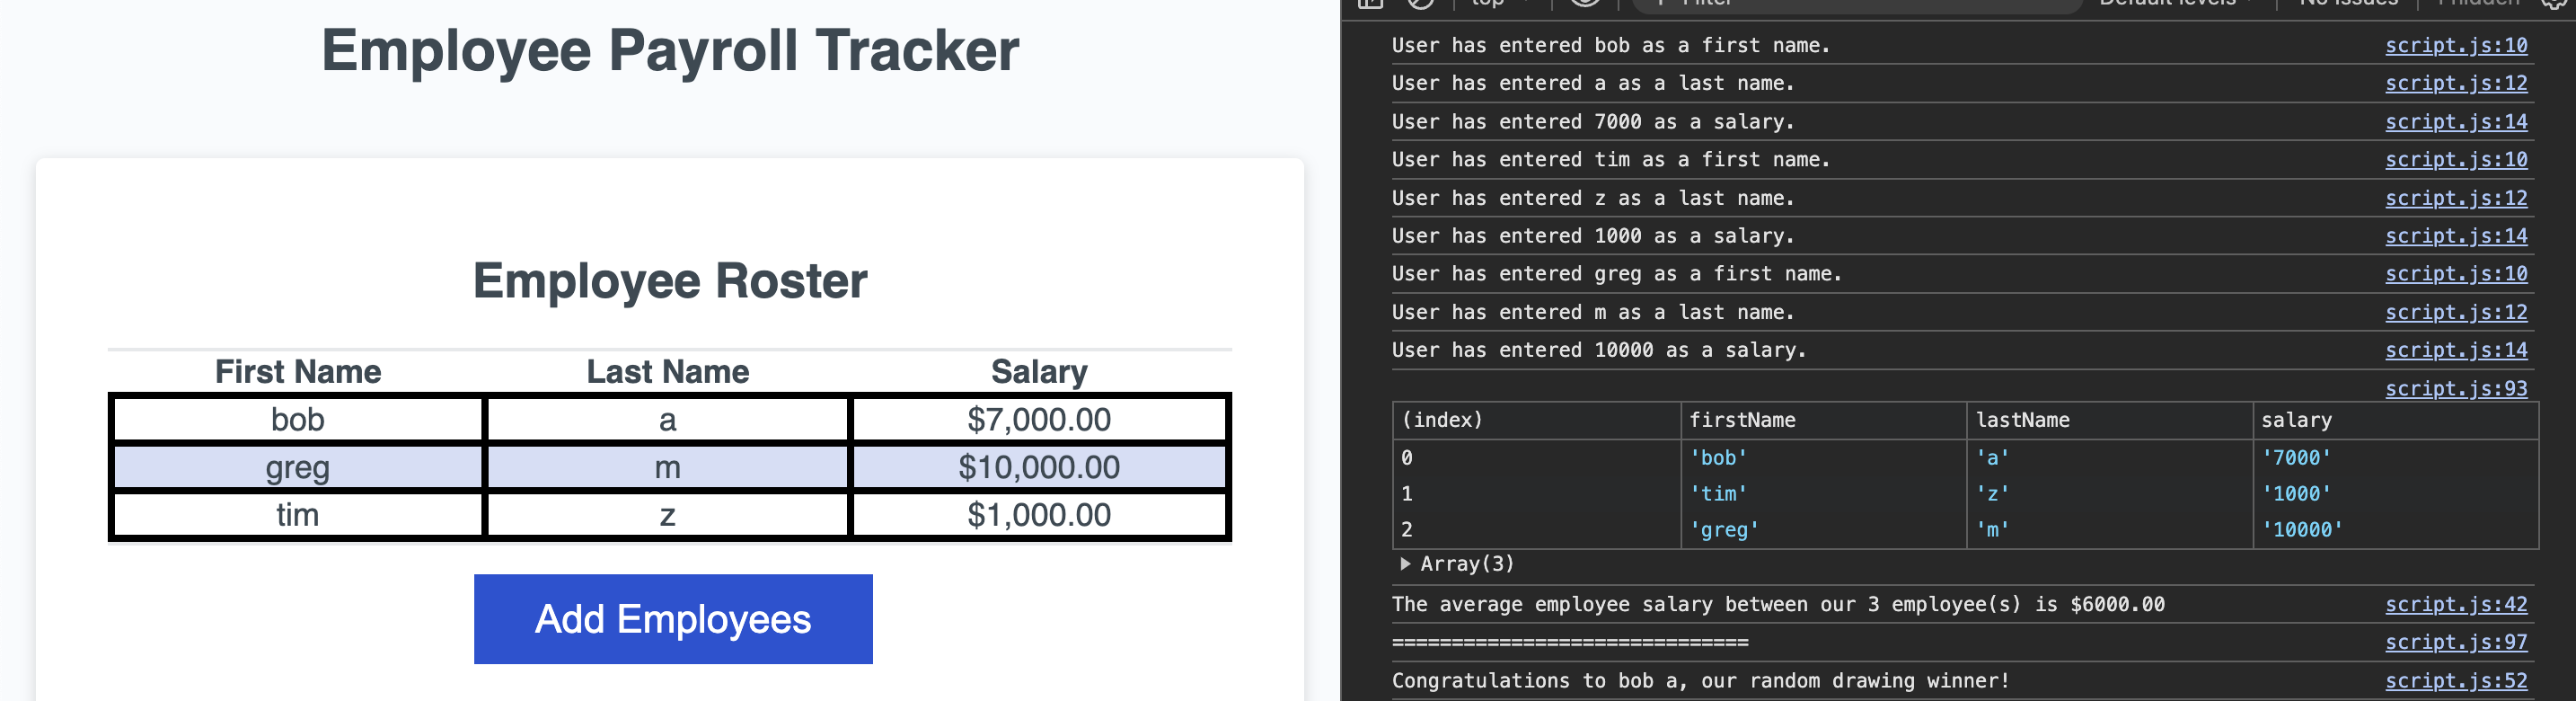 Employee Payroll Tracker
Employee Roster
First Name Last Name Salary
bob a $7,000.00
greg m $10,000.00
tim z $1,000.00
Add Employees
top Filter Default levels No Issues 1 hidden
User has entered bob as a first name. script.js:10
User has entered a as a last name. script.js:12
User has entered 7000 as a salary. script.js:14
User has entered tim as a first name. script.js:10
User has entered z as a last name. script.js:12
User has entered 1000 as a salary. script.js:14
User has entered greg as a first name. script.js:10
User has entered m as a last name. script.js:12
User has entered 10000 as a salary. script.js:14
script.js:93
(index) firstName lastName salary
0 'bob' 'a' '7000'
1 'tim' 'z' '1000'
2 'greg' 'm' '10000'
▶ Array(3)
The average employee salary between our 3 employee(s) is $6000.00 script.js:42
============================== script.js:97
Congratulations to bob a, our random drawing winner! script.js:52